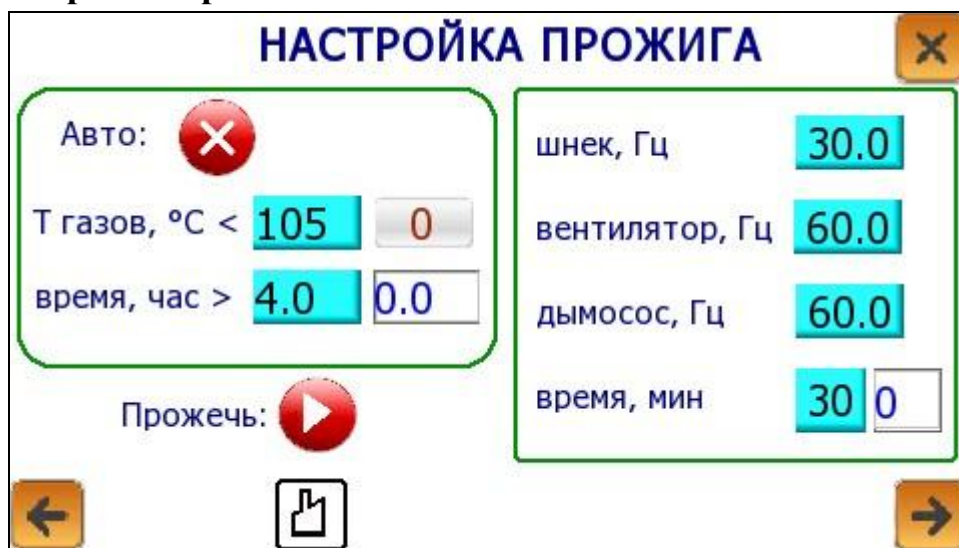 НАСТРОЙКА ПРОЖИГА
Авто:
Т газов, °C < 105 0
время, час > 4.0 0.0
Прожечь:
шнек, Гц 30.0
вентилятор, Гц 60.0
дымосос, Гц 60.0
время, мин 30 0